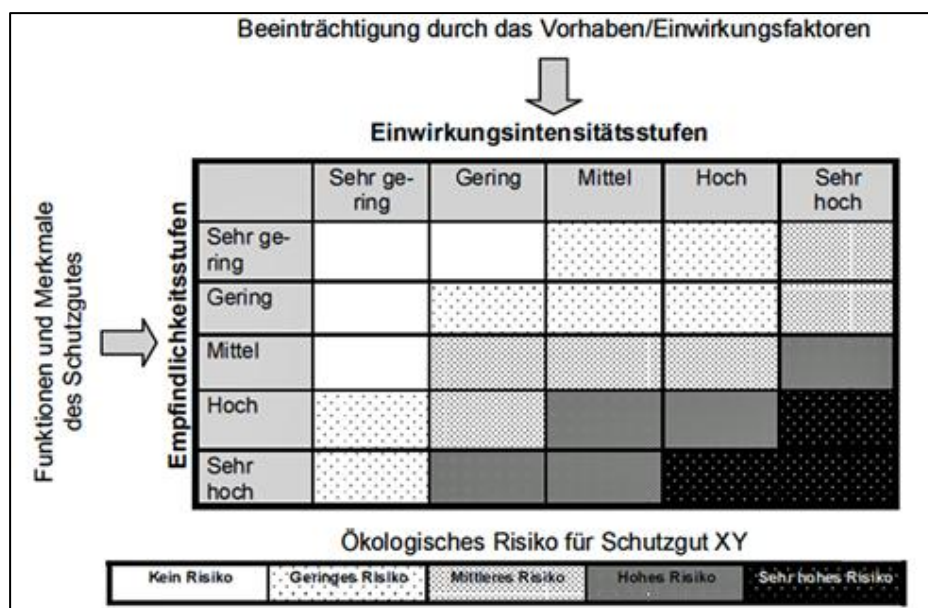 Beeinträchtigung durch das Vorhaben/Einwirkungsfaktoren
Einwirkungsintensitätsstufen
Funktionen und Merkmale
des Schutzgutes
Empfindlichkeitsstufen
Sehr ge-
ring
Gering
Mittel
Hoch
Sehr
hoch
Sehr ge-
ring
Gering
Mittel
Hoch
Sehr
hoch
Ökologisches Risiko für Schutzgut XY
Kein Risiko
Geringes Risiko
Mittleres Risiko
Hohes Risiko
Sehr hohes Risiko